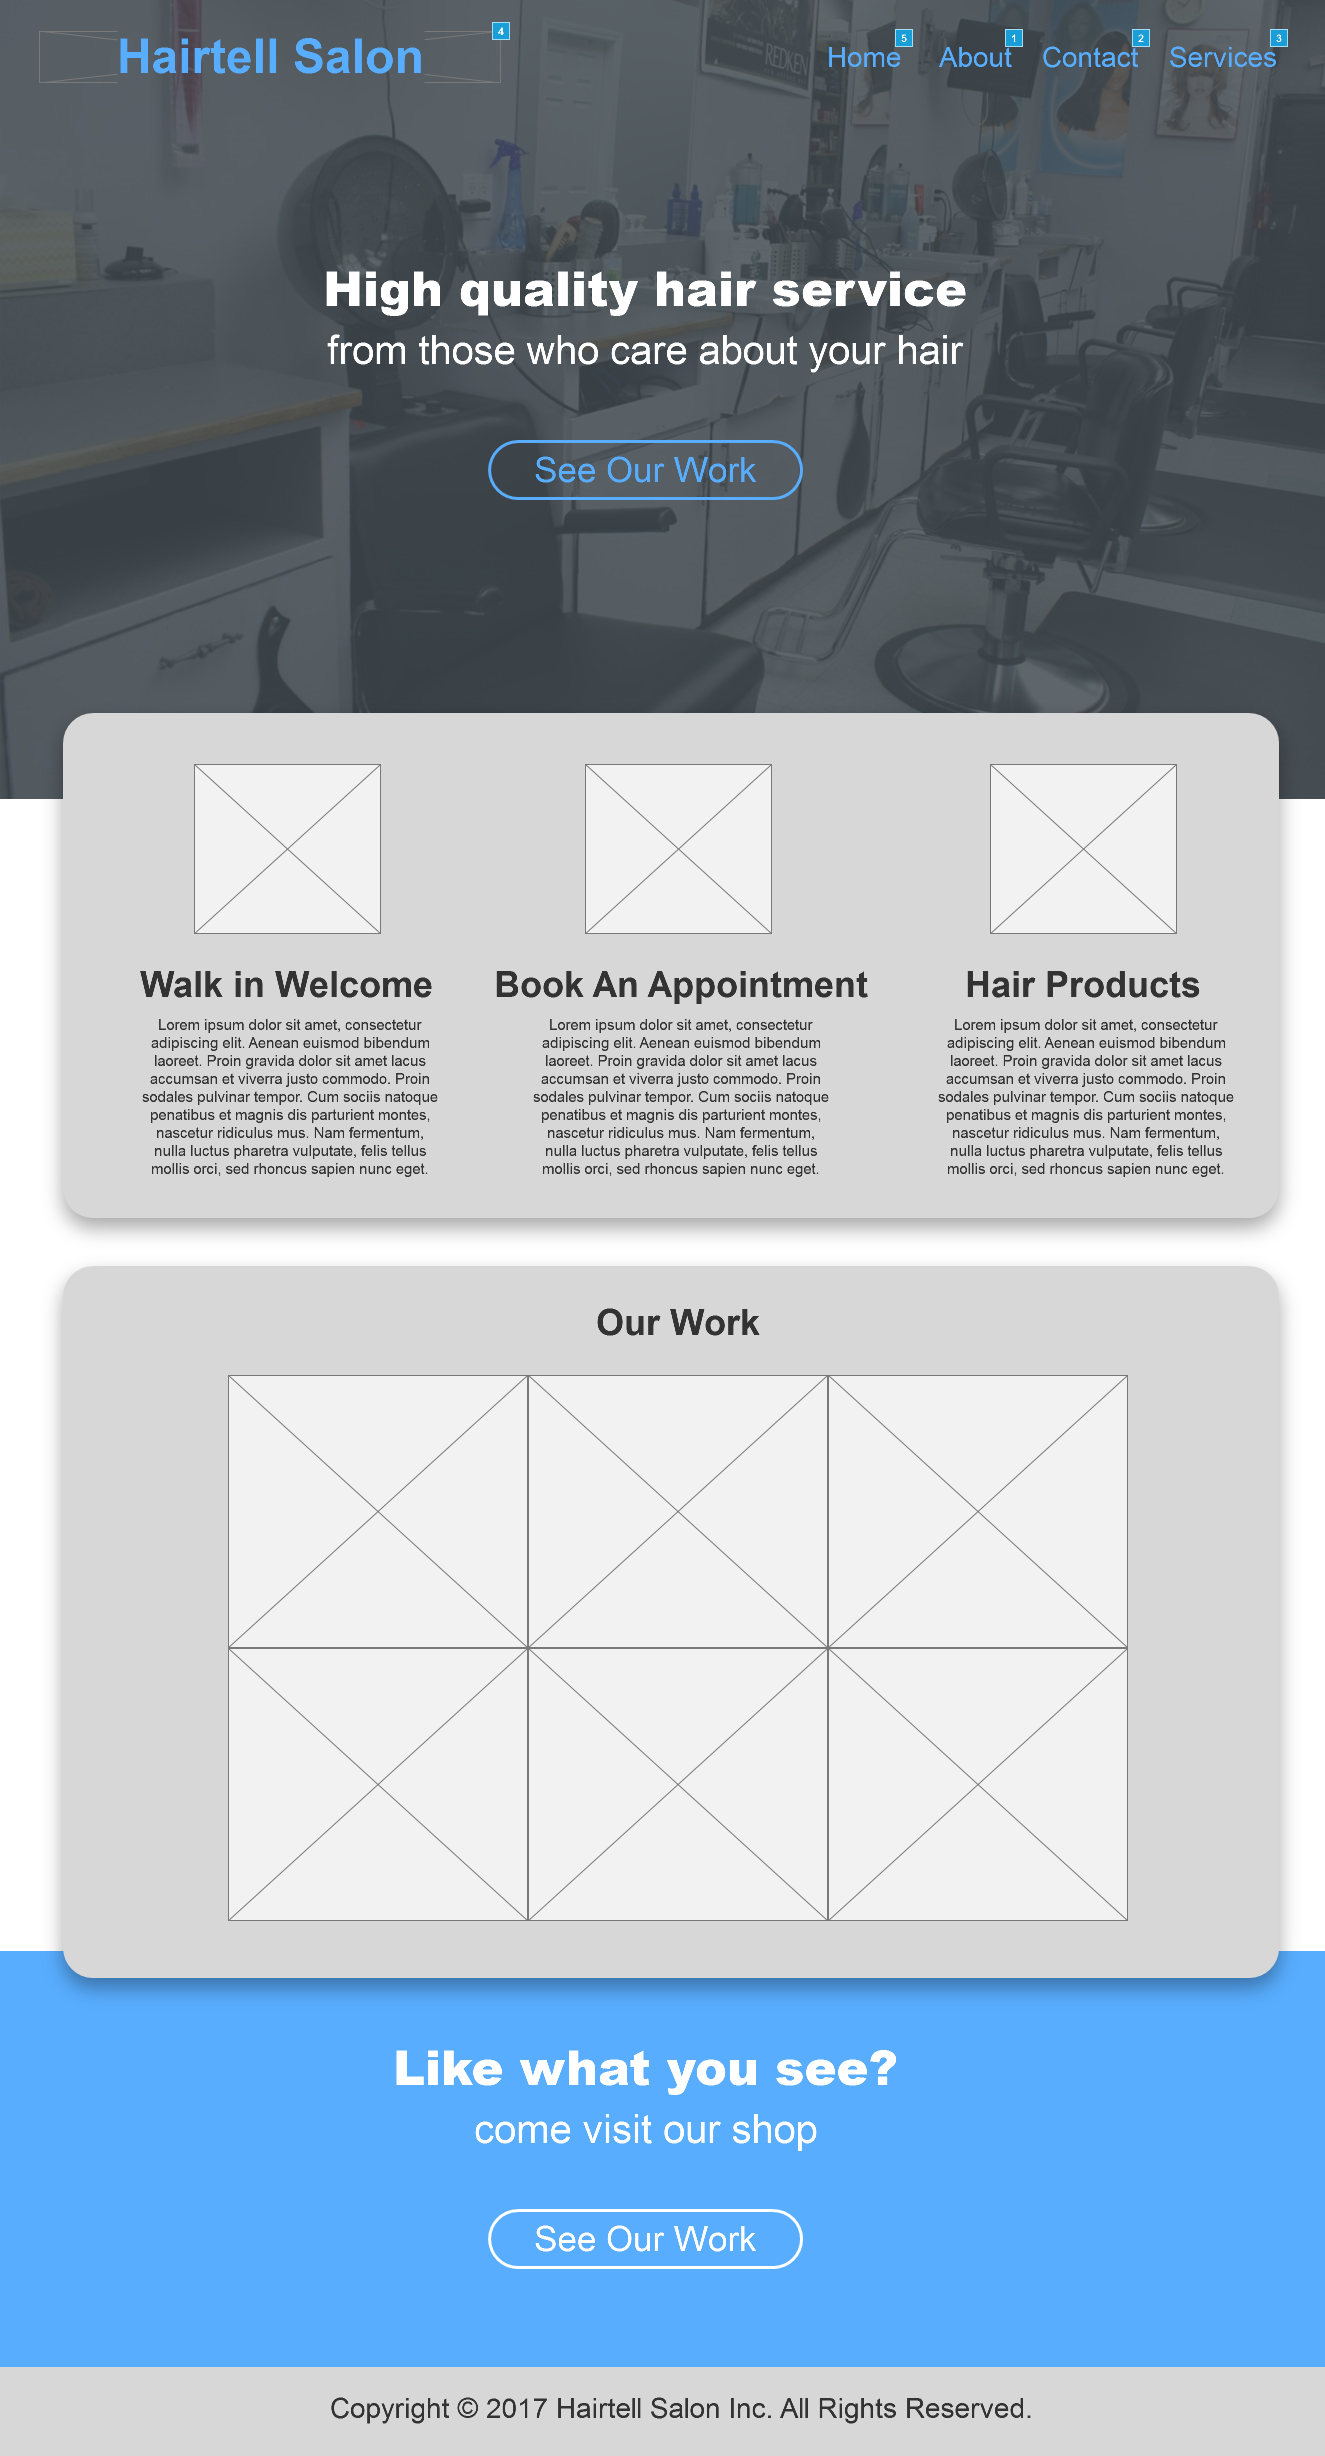 Hairtell Salon
4
Home
5
About
1
Contact
2
Services
3
REDKEN
High quality hair service
from those who care about your hair
See Our Work
Walk in Welcome
Lorem ipsum dolor sit amet, consectetur
adipiscing elit. Aenean euismod bibendum
laoreet. Proin gravida dolor sit amet lacus
accumsan et viverra justo commodo. Proin
sodales pulvinar tempor. Cum sociis natoque
penatibus et magnis dis parturient montes,
nascetur ridiculus mus. Nam fermentum,
nulla luctus pharetra vulputate, felis tellus
mollis orci, sed rhoncus sapien nunc eget.
Book An Appointment
Lorem ipsum dolor sit amet, consectetur
adipiscing elit. Aenean euismod bibendum
laoreet. Proin gravida dolor sit amet lacus
accumsan et viverra justo commodo. Proin
sodales pulvinar tempor. Cum sociis natoque
penatibus et magnis dis parturient montes,
nascetur ridiculus mus. Nam fermentum,
nulla luctus pharetra vulputate, felis tellus
mollis orci, sed rhoncus sapien nunc eget.
Hair Products
Lorem ipsum dolor sit amet, consectetur
adipiscing elit. Aenean euismod bibendum
laoreet. Proin gravida dolor sit amet lacus
accumsan et viverra justo commodo. Proin
sodales pulvinar tempor. Cum sociis natoque
penatibus et magnis dis parturient montes,
nascetur ridiculus mus. Nam fermentum,
nulla luctus pharetra vulputate, felis tellus
mollis orci, sed rhoncus sapien nunc eget.
Our Work
Like what you see?
come visit our shop
See Our Work
Copyright © 2017 Hairtell Salon Inc. All Rights Reserved.